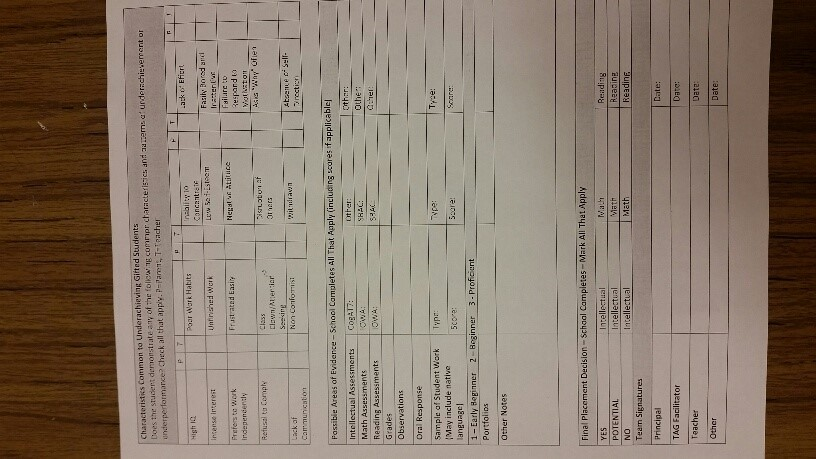 Characteristics Common to Underachieving Gifted Students
Does the student demonstrate any of the following common characteristics and patterns of underachievement or
underperformance? Check all that apply. P=Parent, T=Teacher
P T P T P T P T
High IQ Poor Work Habits Inability to Concentrate Lack of Effort
Intense Interest Unfinished Work Low Self-Esteem Easily Bored and Inattentive
Prefers to Work Independently Frustrated Easily Negative Attitude Failure to Respond to Motivation
Refusal to Comply Class Clown/Attention Seeking Disruption of Others Asks "Why" Often
Lack of Communication Non Conformist Withdrawn Absence of Self-Direction
Possible Areas of Evidence – School Completes All That Apply (including scores if applicable)
Intellectual Assessments CogAT7: Other: Other:
Math Assessments IOWA: SBAC: Other:
Reading Assessments IOWA: SBAC: Other:
Grades
Observations
Oral Response
Sample of Student Work Type: Type: Type:
(May include native
language) Score: Score: Score:
1 – Early Beginner 2 – Beginner 3 - Proficient
Portfolios
Other Notes
Final Placement Decision – School Completes – Mark All That Apply
YES Intellectual Math Reading
POTENTIAL Intellectual Math Reading
NO Intellectual Math Reading
Team Signatures
Principal Date:
TAG Facilitator Date:
Teacher Date:
Other Date: